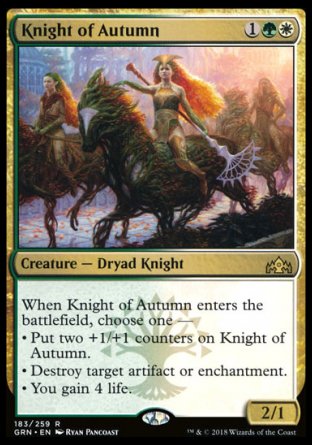 Knight of Autumn 1
Creature — Dryad Knight
When Knight of Autumn enters the
battlefield, choose one —
• Put two +1/+1 counters on Knight of
Autumn.
• Destroy target artifact or enchantment.
• You gain 4 life.
2/1
183/259 R
GRN • EN Ryan Pancoast
™ & © 2018 Wizards of the Coast